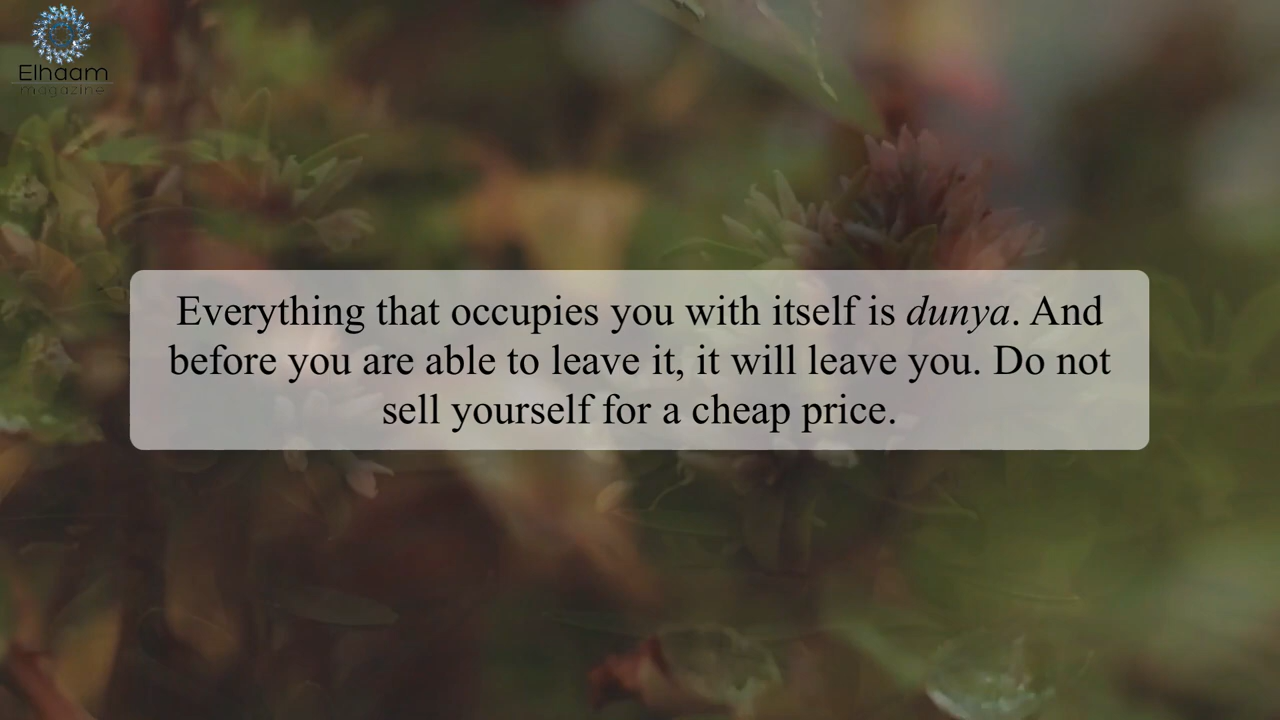 Elhaam
magazine
Everything that occupies you with itself is dunya. And
before you are able to leave it, it will leave you. Do not
sell yourself for a cheap price.